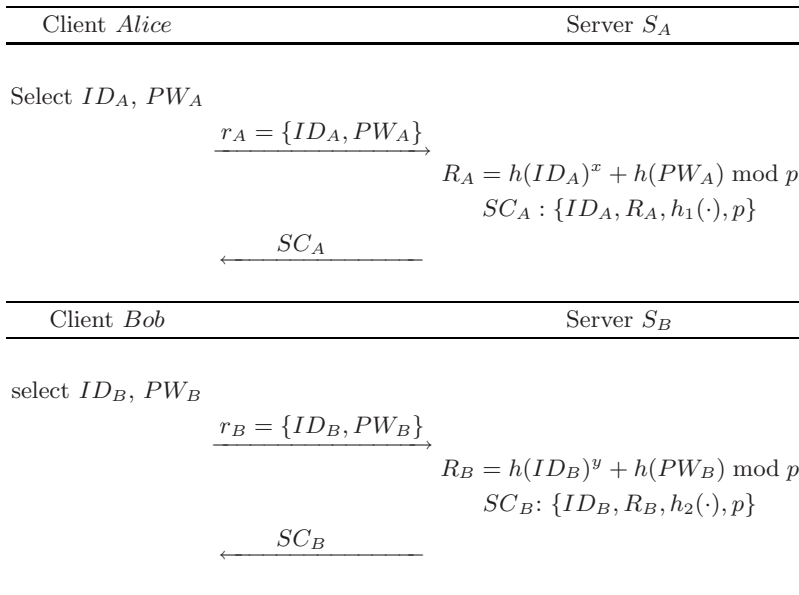 Client Alice Server S_A
Select ID_A, PW_A
r_A = {ID_A, PW_A}
R_A = h(ID_A)^x + h(PW_A) mod p
SC_A : {ID_A, R_A, h_1(·), p}
SC_A
Client Bob Server S_B
select ID_B, PW_B
r_B = {ID_B, PW_B}
R_B = h(ID_B)^y + h(PW_B) mod p
SC_B: {ID_B, R_B, h_2(·), p}
SC_B